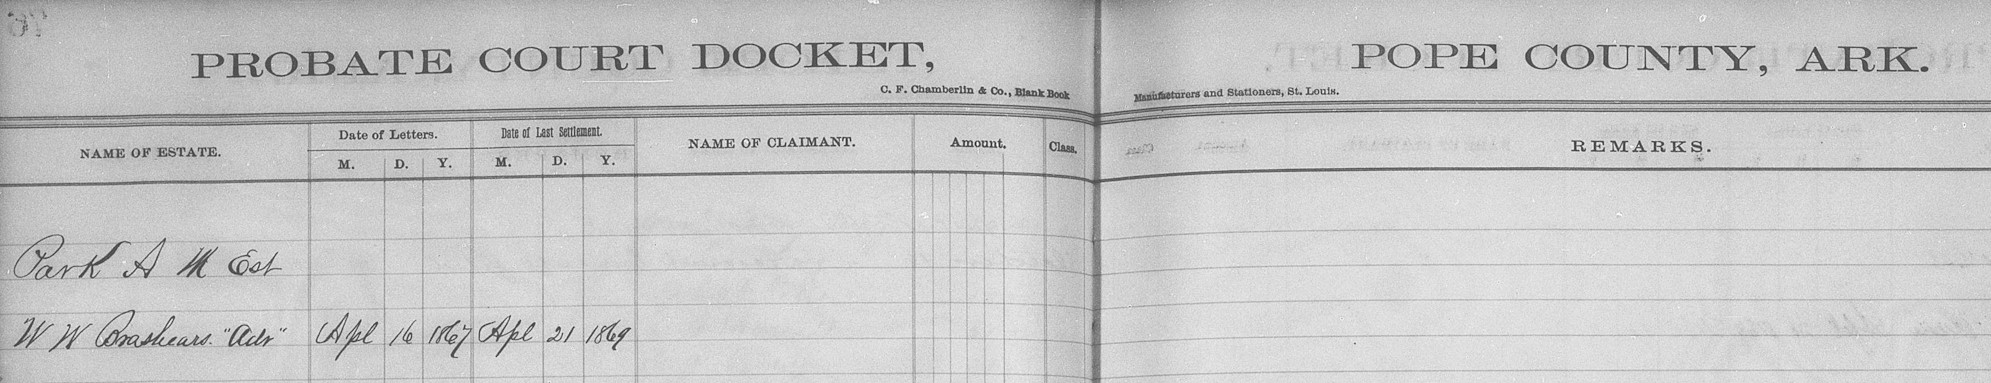 PROBATE COURT DOCKET, POPE COUNTY, ARK.
C. F. Chamberlin & Co., Blank Book Manufacturers and Stationers, St. Louis.
NAME OF ESTATE. Date of Letters. Date of Last Settlement. NAME OF CLAIMANT. Amount. Class. REMARKS.
M. D. Y. M. D. Y.
Park A M Est
W W Brashears "Adr" Apl 16 1867 Apl 21 1869